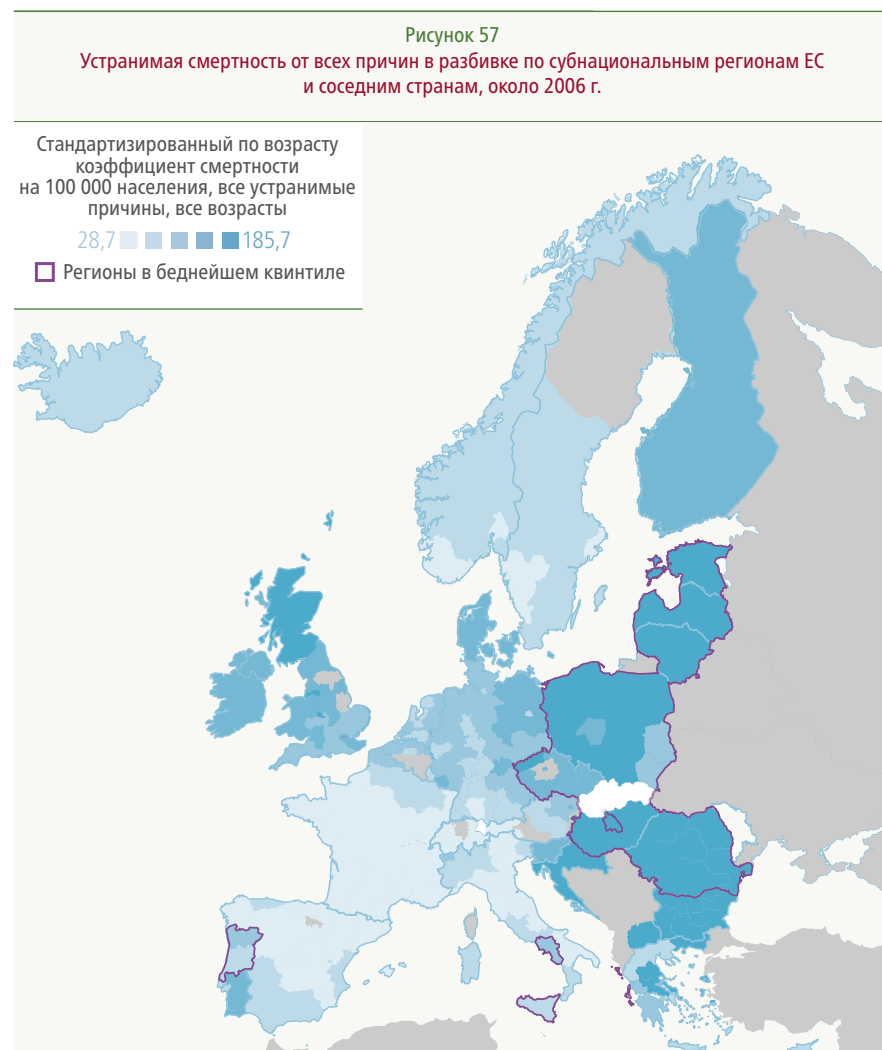 Рисунок 57
Устранимая смертность от всех причин в разбивке по субнациональным регионам ЕС
и соседним странам, около 2006 г.
Стандартизированный по возрасту
коэффициент смертности
на 100 000 населения, все устранимые
причины, все возрасты
28,7 185,7
Регионы в беднейшем квинтиле